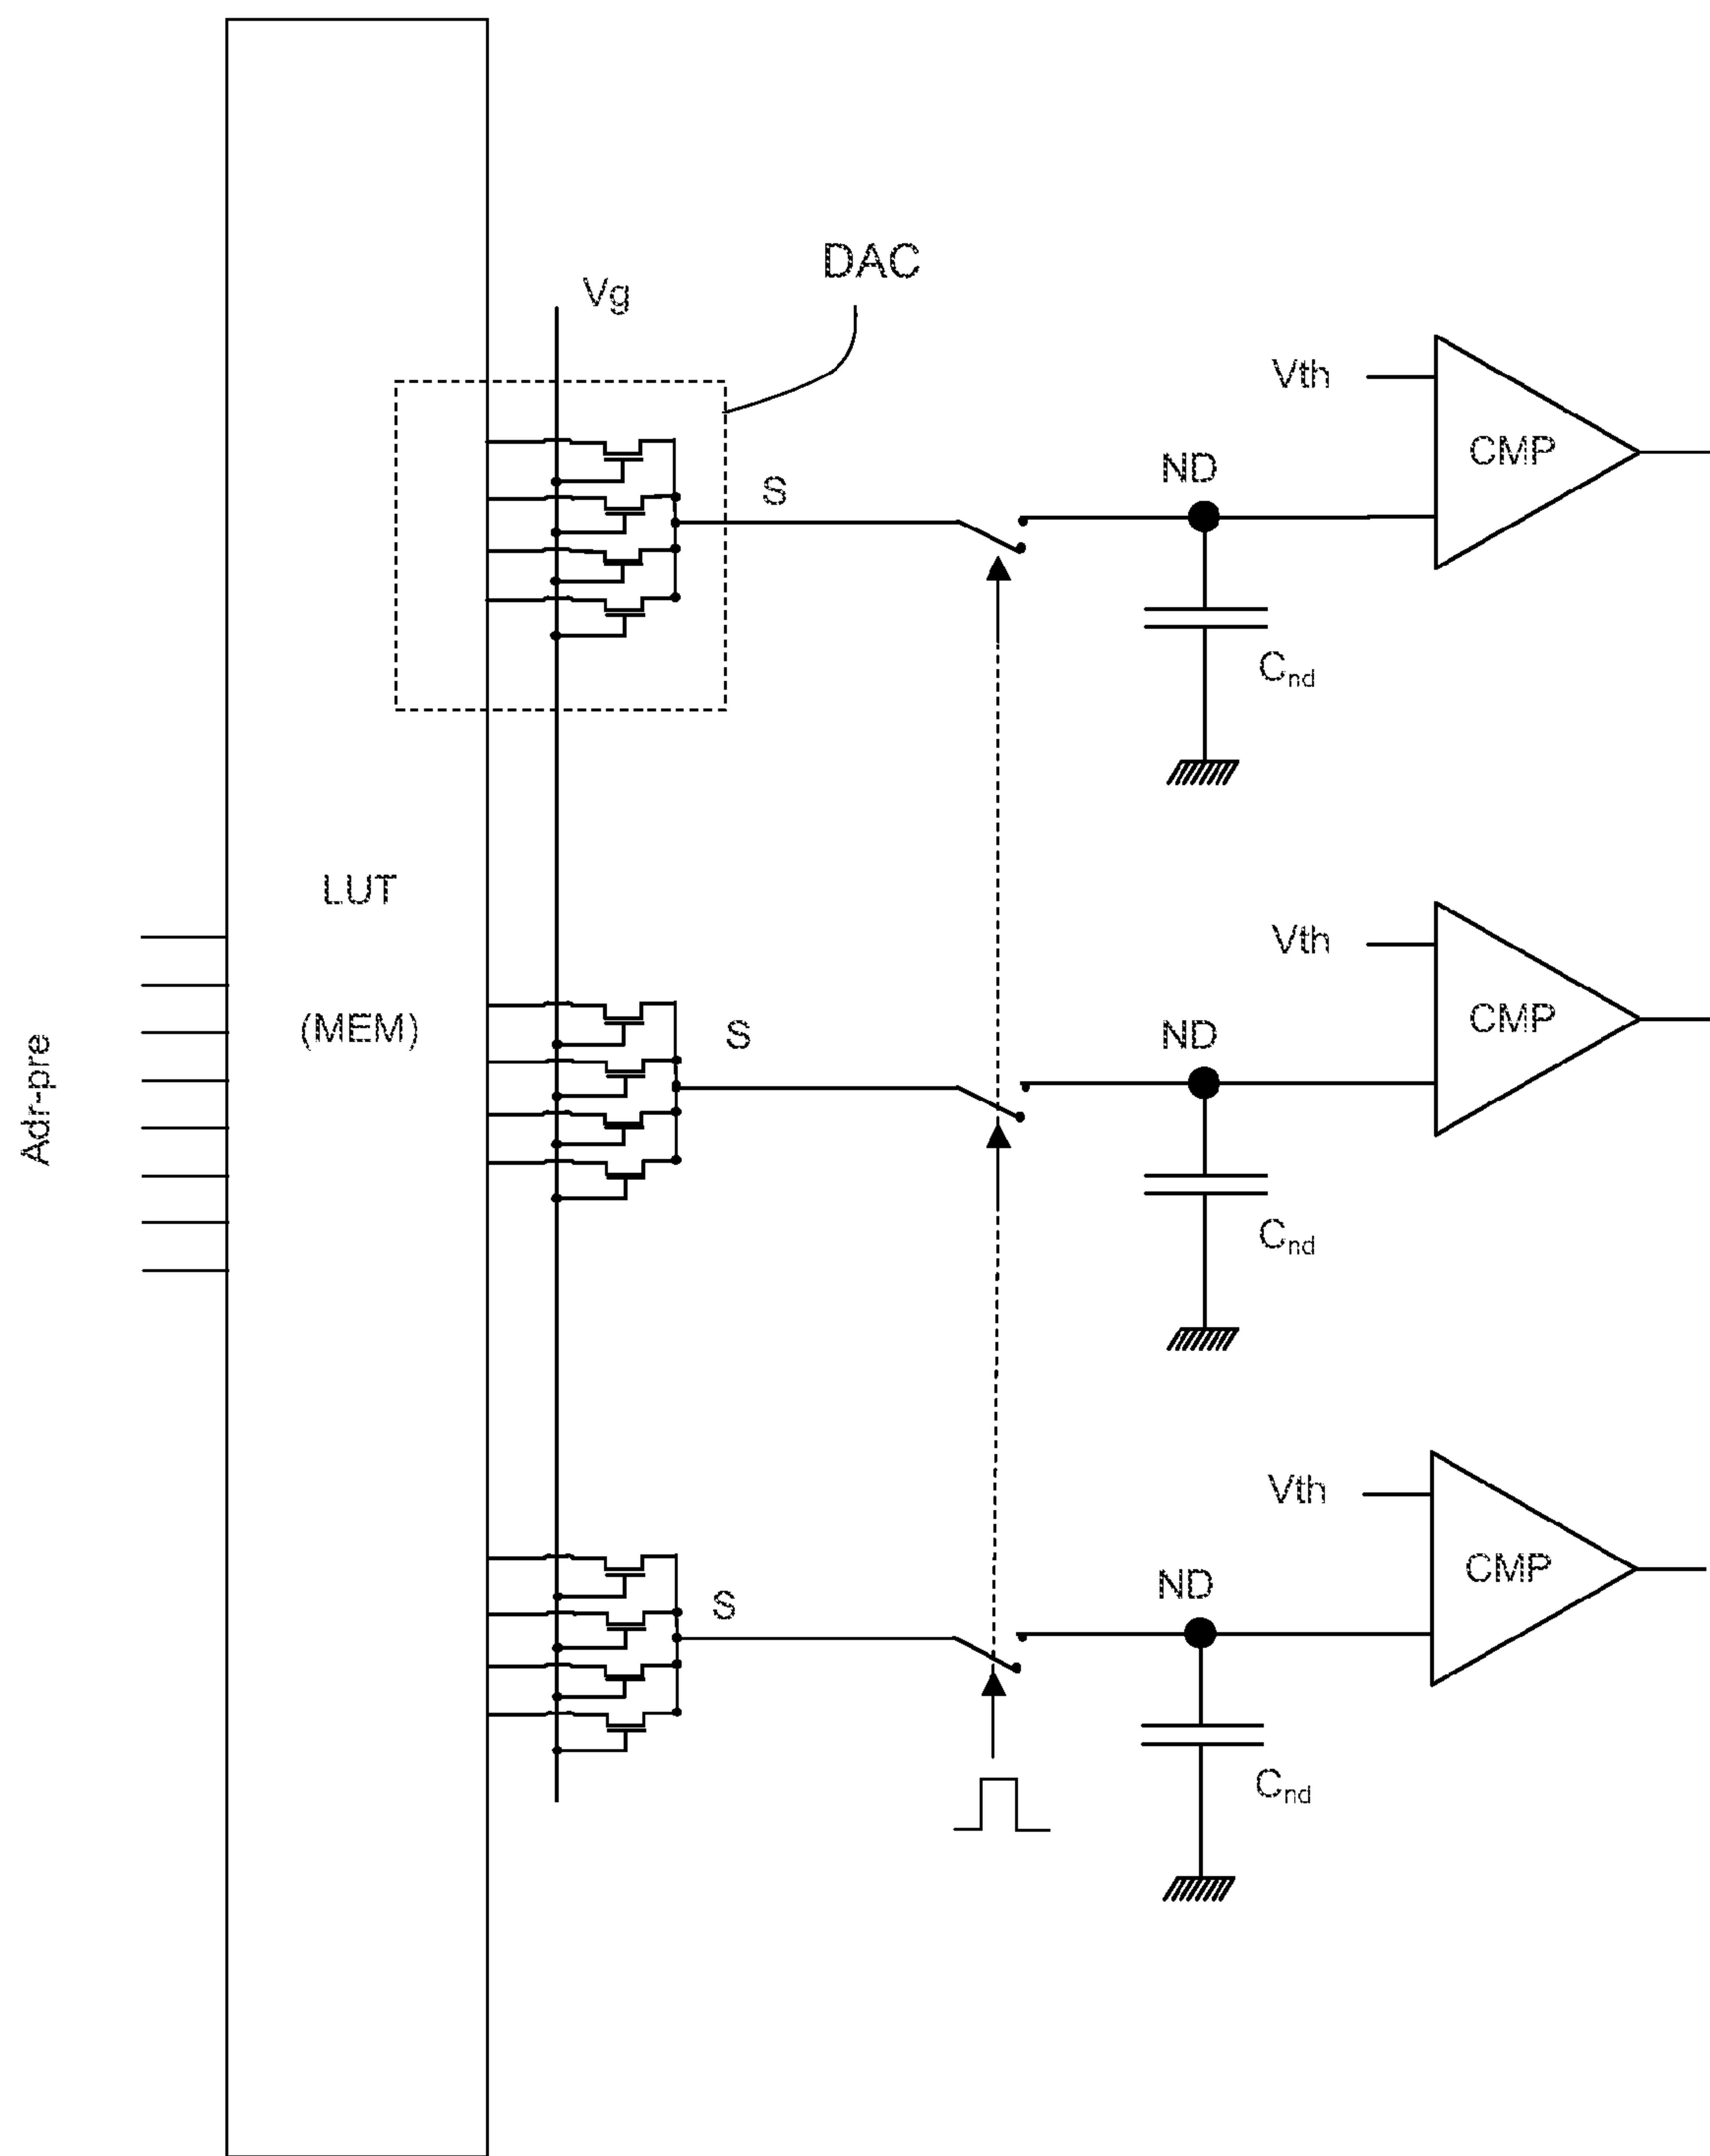 DAC
Vg
Vth
CMP
ND
S
Cnd
LUT
(MEM)
Adr-pre
Vth
CMP
ND
S
Cnd
Vth
CMP
ND
S
Cnd